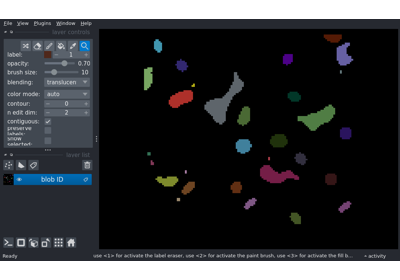 File View Plugins Window Help
layer controls
label: 1
opacity: 0.70
brush size: 10
blending: translucen
color mode: auto
contour: 0
n edit dim: 2
contiguous:
preserve labels:
show selected:
layer list
blob ID
Ready use <1> for activate the label eraser, use <2> for activate the paint brush, use <3> for activate the fill b... activity